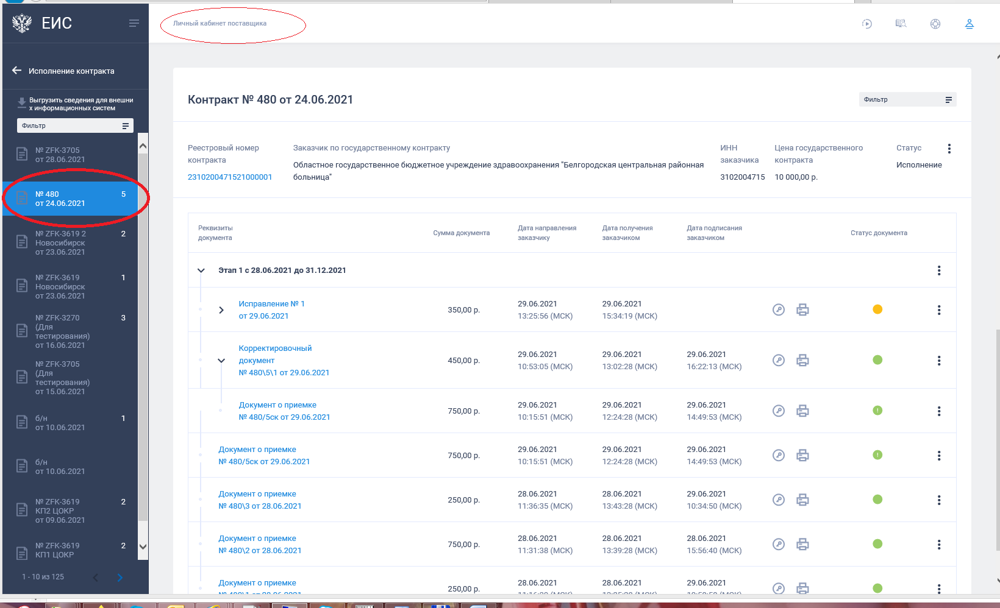 ЕИС
Личный кабинет поставщика
Исполнение контракта
Выгрузить сведения для внешни
х информационных систем
Фильтр
№ ZFK-3705
от 28.06.2021
№ 480 5
от 24.06.2021
№ ZFK-3619 2 2
Новосибирск
от 23.06.2021
№ ZFK-3619 1
Новосибирск
от 23.06.2021
№ ZFK-3270 3
(Для
тестирования)
от 16.06.2021
№ ZFK-3705
(Для
тестирования)
от 15.06.2021
б/н 1
от 10.06.2021
б/н
от 10.06.2021
№ ZFK-3619 2
КП2 ЦОКР
от 09.06.2021
№ ZFK-3619 2
КП1 ЦОКР
1 - 10 из 125
Контракт № 480 от 24.06.2021
Фильтр
Реестровый номер
контракта
2310200471521000001
Заказчик по государственному контракту
Областное государственное бюджетное учреждение здравоохранения "Белгородская центральная районная
больница"
ИНН
заказчика
3102004715
Цена государственного
контракта
10 000,00 р.
Статус
Исполнение
Реквизиты
документа
Сумма документа
Дата направления
заказчику
Дата получения
заказчиком
Дата подписания
заказчиком
Статус документа
Этап 1 с 28.06.2021 до 31.12.2021
Исправление № 1
от 29.06.2021
350,00 р.
29.06.2021
13:25:56 (МСК)
29.06.2021
15:34:19 (МСК)
Корректировочный
документ
№ 480\5\1 от 29.06.2021
450,00 р.
29.06.2021
10:53:05 (МСК)
29.06.2021
13:02:28 (МСК)
29.06.2021
16:22:13 (МСК)
Документ о приемке
№ 480/5ск от 29.06.2021
750,00 р.
29.06.2021
10:15:51 (МСК)
29.06.2021
12:24:28 (МСК)
29.06.2021
14:49:53 (МСК)
Документ о приемке
№ 480/5ск от 29.06.2021
750,00 р.
29.06.2021
10:15:51 (МСК)
29.06.2021
12:24:28 (МСК)
29.06.2021
14:49:53 (МСК)
Документ о приемке
№ 480\3 от 28.06.2021
250,00 р.
28.06.2021
11:36:35 (МСК)
28.06.2021
13:43:28 (МСК)
29.06.2021
10:34:50 (МСК)
Документ о приемке
№ 480\2 от 28.06.2021
750,00 р.
28.06.2021
11:31:38 (МСК)
28.06.2021
13:39:28 (МСК)
28.06.2021
15:56:40 (МСК)
Документ о приемке
250,00 р.
28.06.2021
28.06.2021
28.06.2021